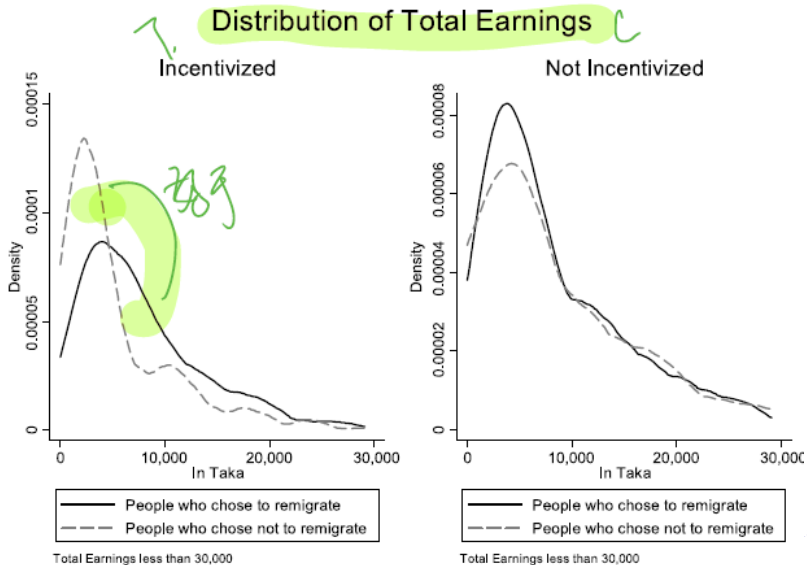 Distribution of Total Earnings C
T.
Incentivized
Not Incentivized
0.00015
0.0001
0.00005
0
Density
0
10,000
20,000
30,000
In Taka
People who chose to remigrate
People who chose not to remigrate
Total Earnings less than 30,000
0.00008
0.00006
0.00004
0.00002
0
Density
0
10,000
20,000
30,000
In Taka
People who chose to remigrate
People who chose not to remigrate
Total Earnings less than 30,000